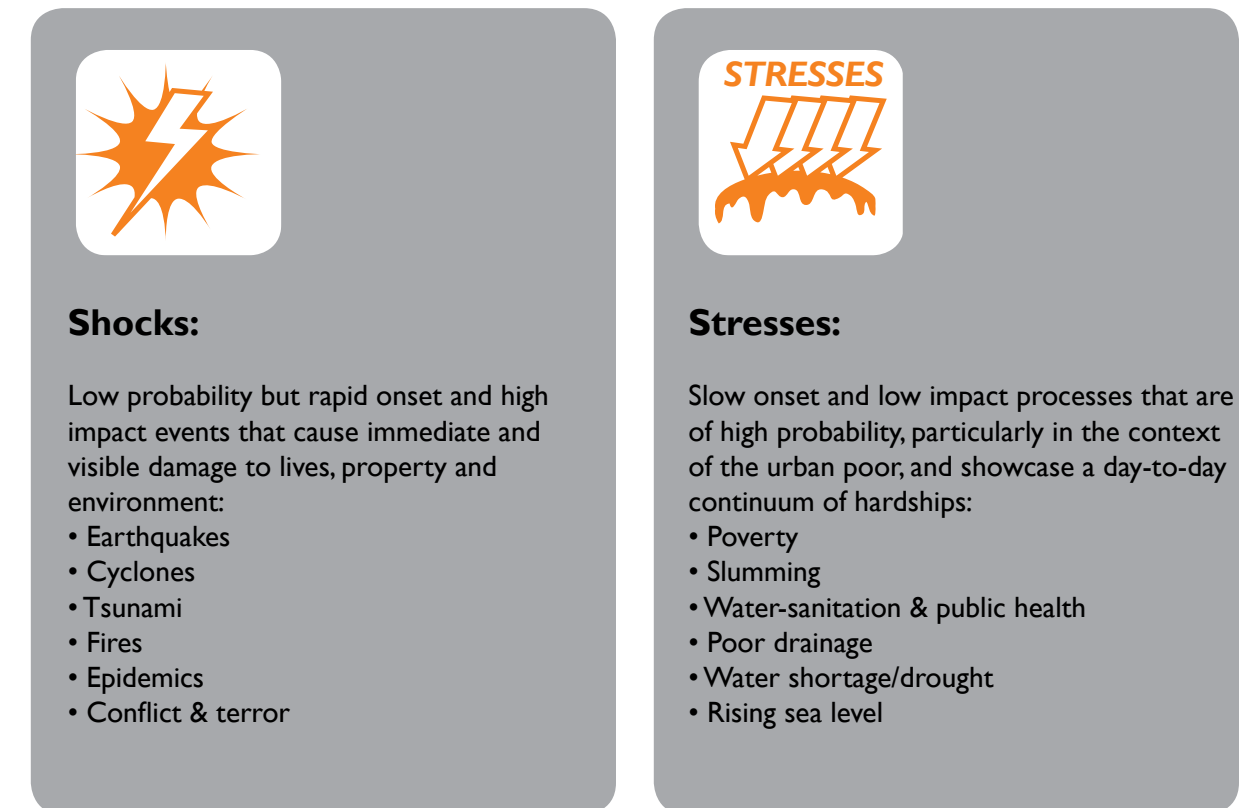 Shocks:
Low probability but rapid onset and high
impact events that cause immediate and
visible damage to lives, property and
environment:
• Earthquakes
• Cyclones
• Tsunami
• Fires
• Epidemics
• Conflict & terror
STRESSES
Stresses:
Slow onset and low impact processes that are
of high probability, particularly in the context
of the urban poor, and showcase a day-to-day
continuum of hardships:
• Poverty
• Slumming
• Water-sanitation & public health
• Poor drainage
• Water shortage/drought
• Rising sea level